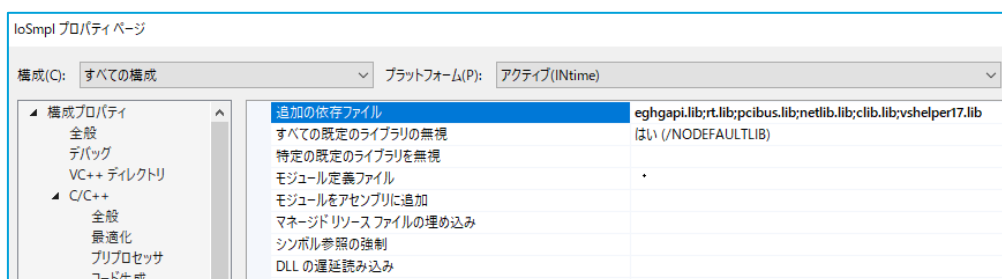 IoSmpl プロパティ ページ
構成(C): すべての構成 プラットフォーム(P): アクティブ(INtime)
構成プロパティ
全般
デバッグ
VC++ ディレクトリ
C/C++
全般
最適化
プリプロセッサ
コード生成
追加の依存ファイル eghgapi.lib;rt.lib;pcibus.lib;netlib.lib;clib.lib;vshelper17.lib
すべての既定のライブラリの無視 はい (/NODEFAULTLIB)
特定の既定のライブラリを無視
モジュール定義ファイル
モジュールをアセンブリに追加
マネージド リソース ファイルの埋め込み
シンボル参照の強制
DLL の遅延読み込み